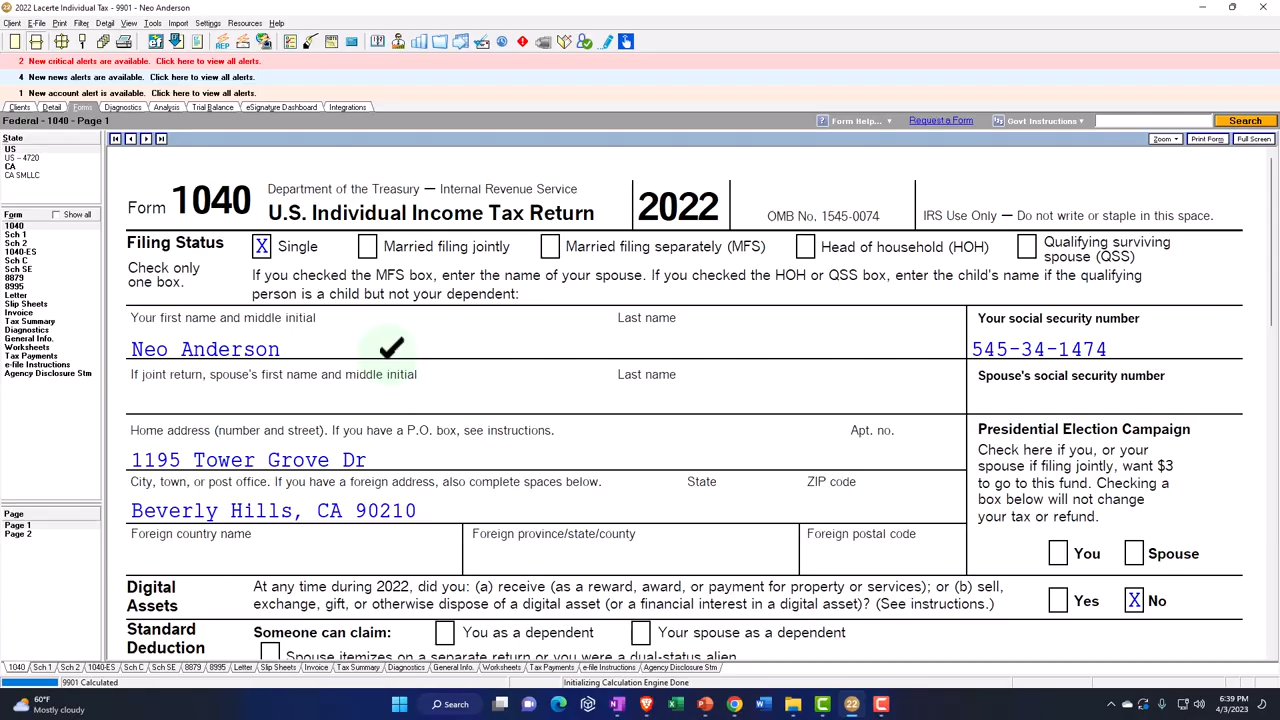 2022 Lacerte Individual Tax - 9901 - Neo Anderson
Client E-File Print Filter Detail View Tools Import Settings Resources Help
2 New critical alerts are available. Click here to view all alerts.
4 New news alerts are available. Click here to view all alerts.
1 New account alert is available. Click here to view all alerts.
Clients Detail Forms Diagnostics Analysis Trial Balance eSignature Dashboard Integrations
Federal - 1040 - Page 1
Form Help... Request a Form Govt Instructions Search
Zoom Print Form Full Screen
State
US
US - 4720
CA
CA SMLLC
Form Show all
1040
Sch 1
Sch 2
1040-ES
Sch C
Sch SE
8879
8995
Letter
Slip Sheets
Invoice
Tax Summary
Diagnostics
General Info.
Worksheets
Tax Payments
e-file Instructions
Agency Disclosure Stm
Page
Page 1
Page 2
Form 1040
Department of the Treasury — Internal Revenue Service
U.S. Individual Income Tax Return
2022
OMB No. 1545-0074
IRS Use Only — Do not write or staple in this space.
Filing Status
Check only
one box.
X Single Married filing jointly Married filing separately (MFS) Head of household (HOH) Qualifying surviving
spouse (QSS)
If you checked the MFS box, enter the name of your spouse. If you checked the HOH or QSS box, enter the child's name if the qualifying
person is a child but not your dependent:
Your first name and middle initial Last name Your social security number
Neo Anderson 545-34-1474
If joint return, spouse's first name and middle initial Last name Spouse's social security number
Home address (number and street). If you have a P.O. box, see instructions. Apt. no.
1195 Tower Grove Dr
City, town, or post office. If you have a foreign address, also complete spaces below. State ZIP code
Beverly Hills, CA 90210
Foreign country name Foreign province/state/county Foreign postal code
Presidential Election Campaign
Check here if you, or your
spouse if filing jointly, want $3
to go to this fund. Checking a
box below will not change
your tax or refund.
You Spouse
Digital
Assets
At any time during 2022, did you: (a) receive (as a reward, award, or payment for property or services); or (b) sell,
exchange, gift, or otherwise dispose of a digital asset (or a financial interest in a digital asset)? (See instructions.)
Yes X No
Standard
Deduction
Someone can claim: You as a dependent Your spouse as a dependent
Spouse itemizes on a separate return or you were a dual-status alien
1040 Sch 1 Sch 2 1040-ES Sch C Sch SE 8879 8995 Letter Slip Sheets Invoice Tax Summary Diagnostics General Info. Worksheets Tax Payments e-file Instructions Agency Disclosure Stm
9901 Calculated Initializing Calculation Engine Done
60°F
Mostly cloudy
Search
6:39 PM
4/3/2023